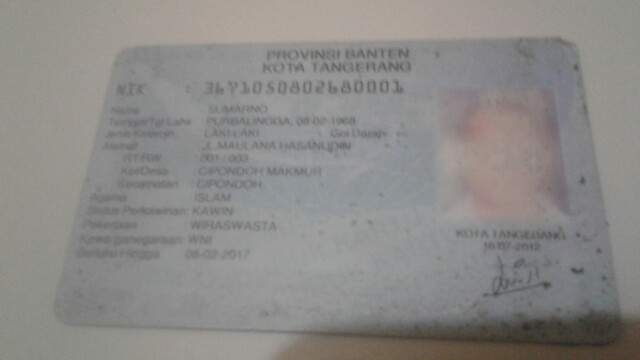 PROVINSI BANTEN
KOTA TANGERANG
NIK : 3671050802680001
Nama SUMARNO
Tempat/Tgl Lahir PURBALINGGA, 08-02-1968
Jenis Kelamin LAKI-LAKI Gol Darah
Alamat JL.MAULANA HASANUDIN
RT/RW 001/003
Kel/Desa CIPONDOH MAKMUR
Kecamatan CIPONDOH
Agama ISLAM
Status Perkawinan: KAWIN
Pekerjaan WIRASWASTA
Kewarganegaraan: WNI
Berlaku Hingga 08-02-2017
KOTA TANGERANG
-07-2012